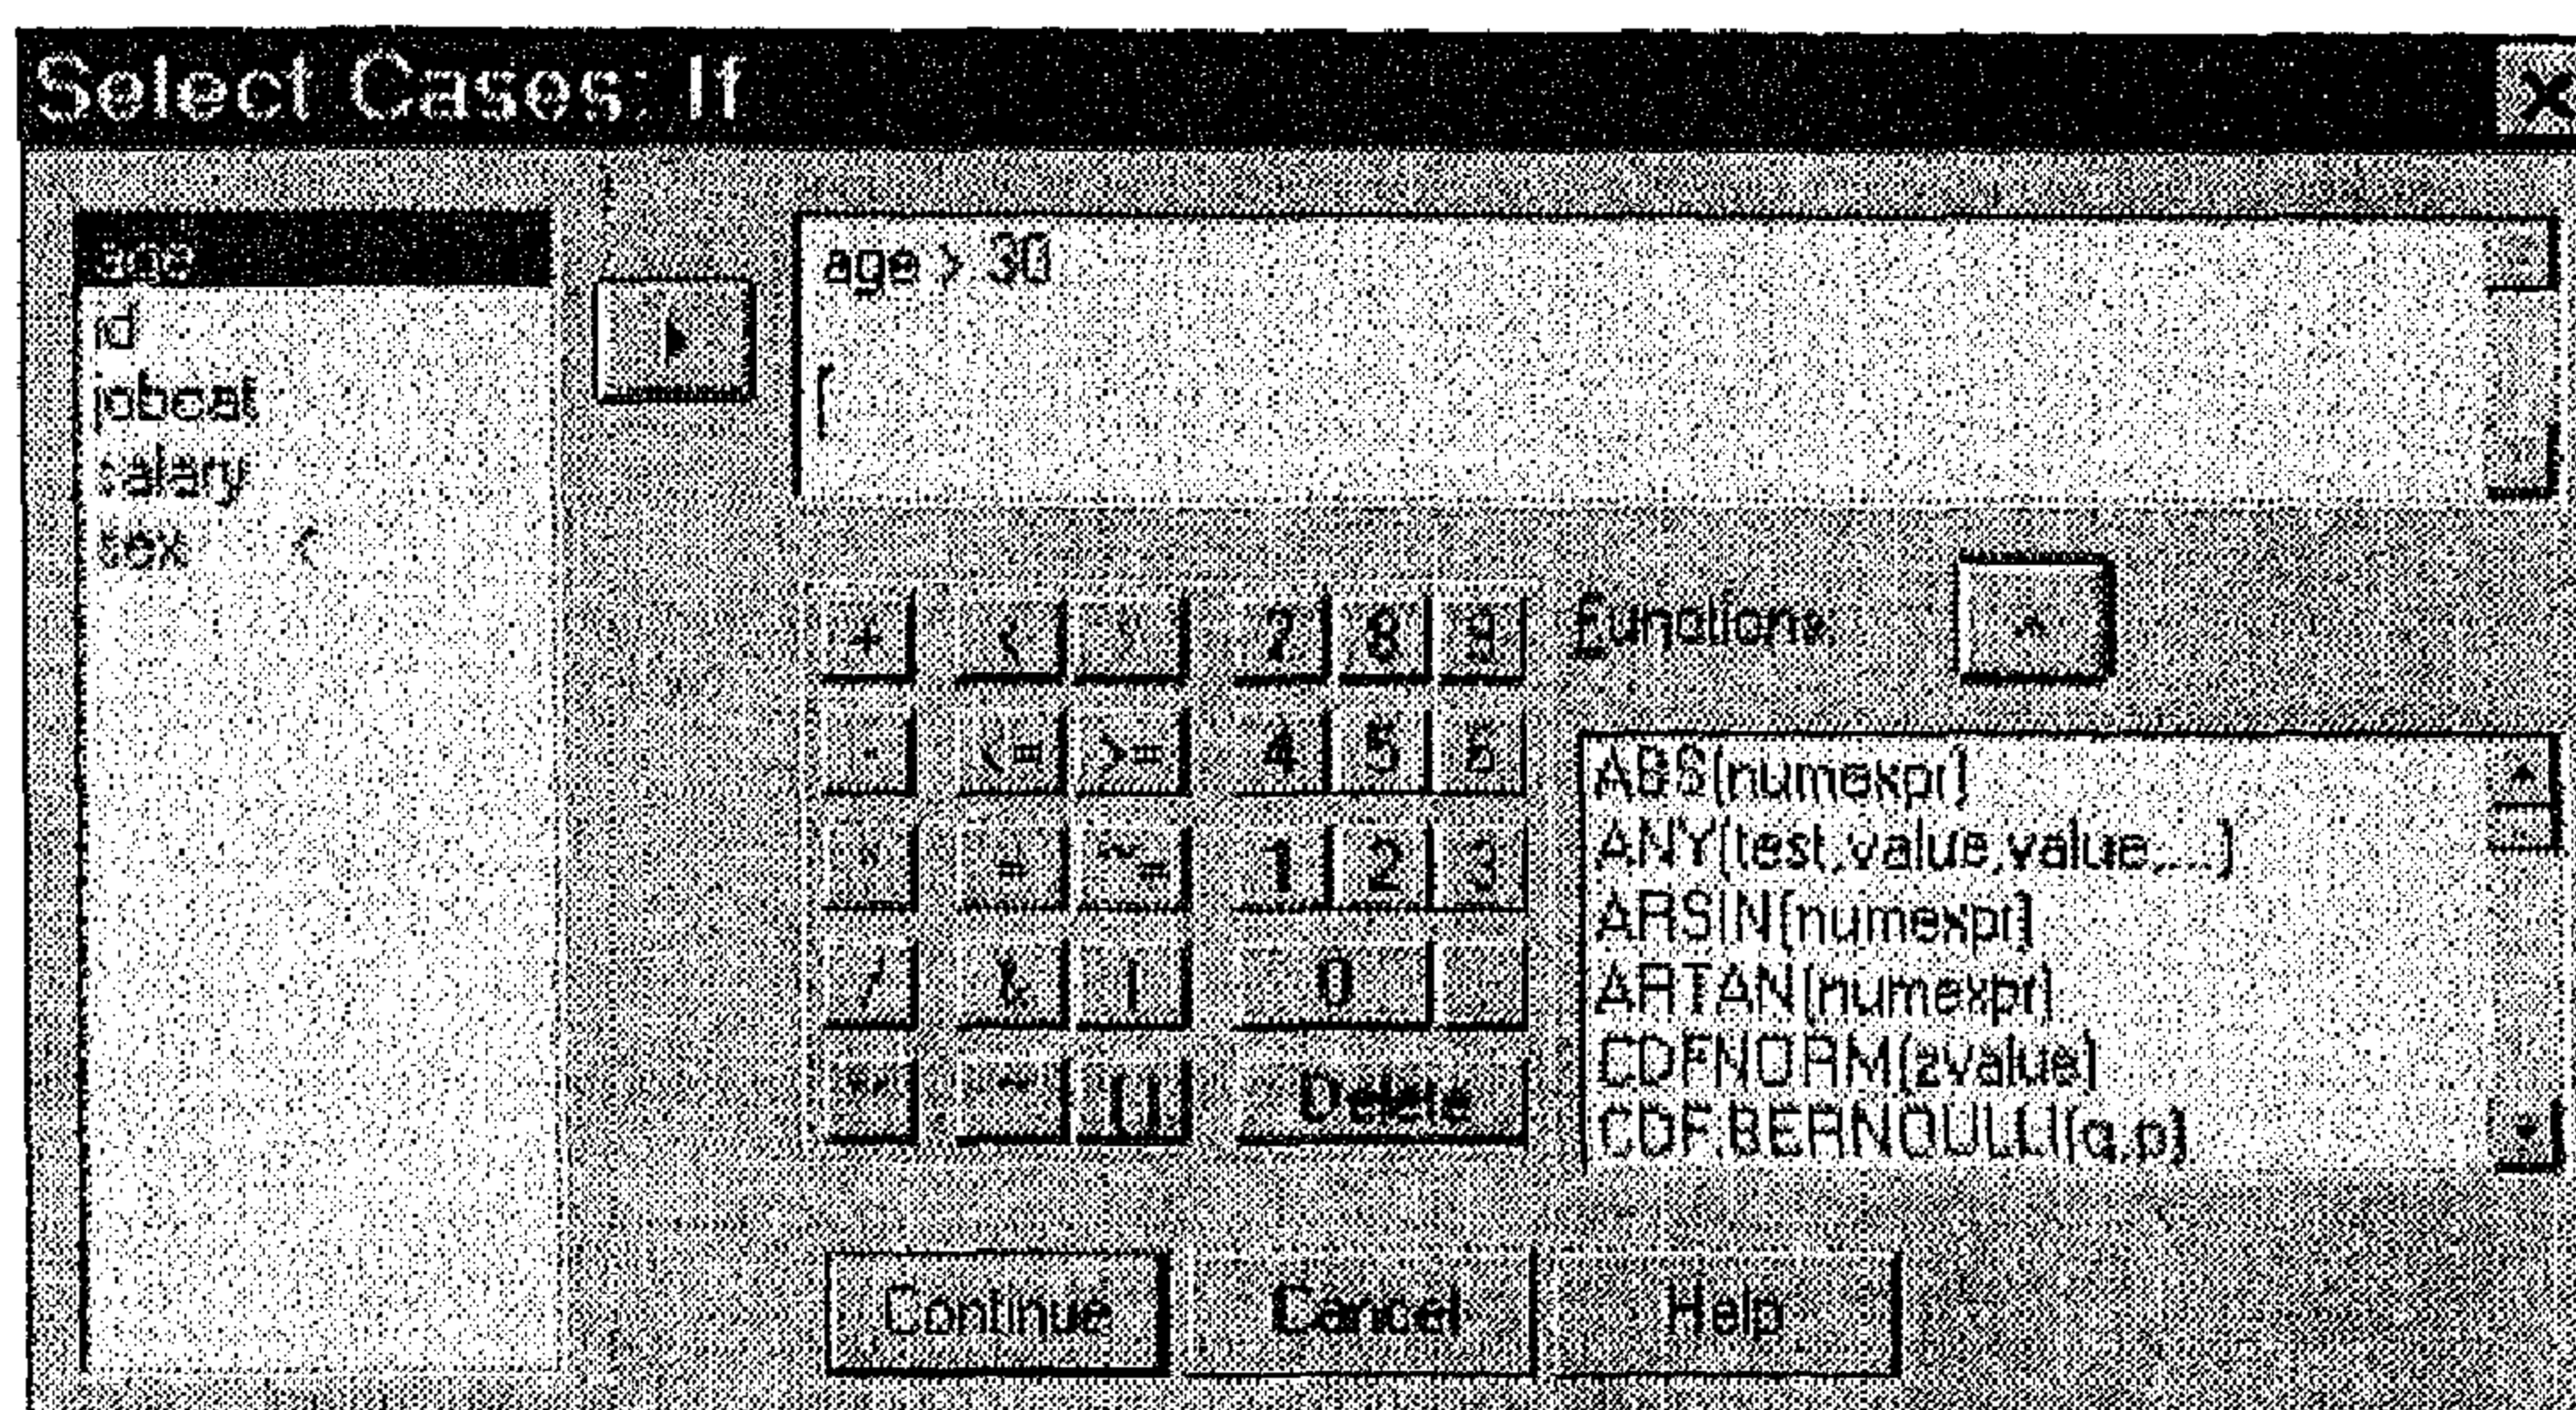 Select Cases: If
age
id
jobcat
salary
sex <
age > 30
+ < > 7 8 9
- <= >= 4 5 6
* = ~= 1 2 3
/ & | 0 .
** ~ () Delete
Functions:
ABS(numexpr)
ANY(test,value,value,...)
ARSIN(numexpr)
ARTAN(numexpr)
CDFNORM(zvalue)
CDF.BERNOULLI(q,p)
Continue Cancel Help